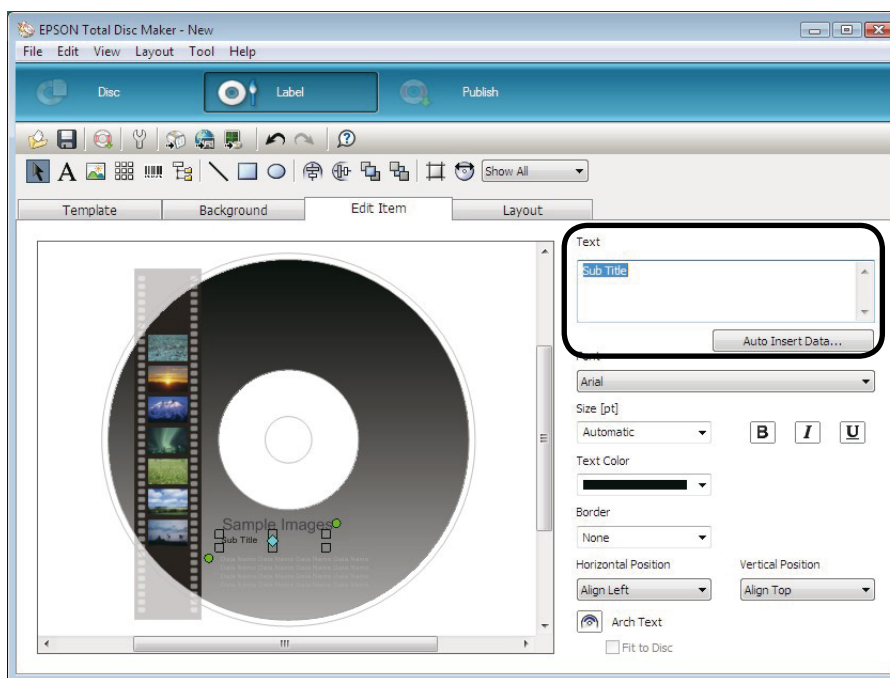 EPSON Total Disc Maker - New
File Edit View Layout Tool Help
Disc Label Publish
A Show All
Template Background Edit Item Layout
Text
Sub Title
Auto Insert Data...
Font
Arial
Size [pt]
Automatic B I U
Text Color
Border
None
Horizontal Position Vertical Position
Align Left Align Top
Arch Text
Fit to Disc
Sample Images
Sub Title